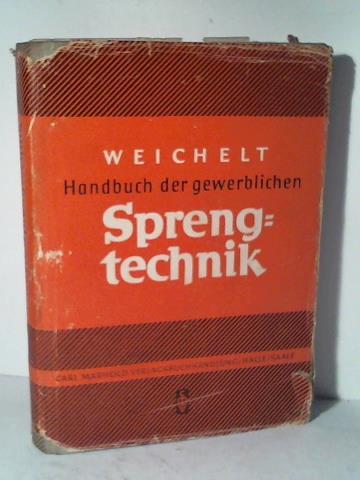 WEICHELT
Handbuch der gewerblichen
Spreng=
technik
CARL MARHOLD VERLAGSBUCHHANDLUNG / HALLE/SAALE